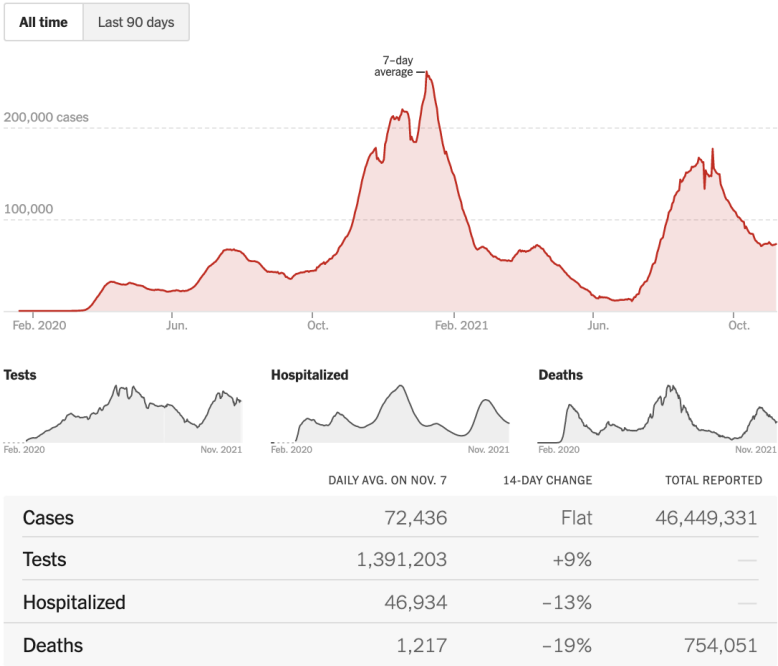 All time Last 90 days
7–day
average
200,000 cases
100,000
Feb. 2020 Jun. Oct. Feb. 2021 Jun. Oct.
Tests Hospitalized Deaths
Feb. 2020 Nov. 2021 Feb. 2020 Nov. 2021 Feb. 2020 Nov. 2021
DAILY AVG. ON NOV. 7 14-DAY CHANGE TOTAL REPORTED
Cases 72,436 Flat 46,449,331
Tests 1,391,203 +9% —
Hospitalized 46,934 –13% —
Deaths 1,217 –19% 754,051